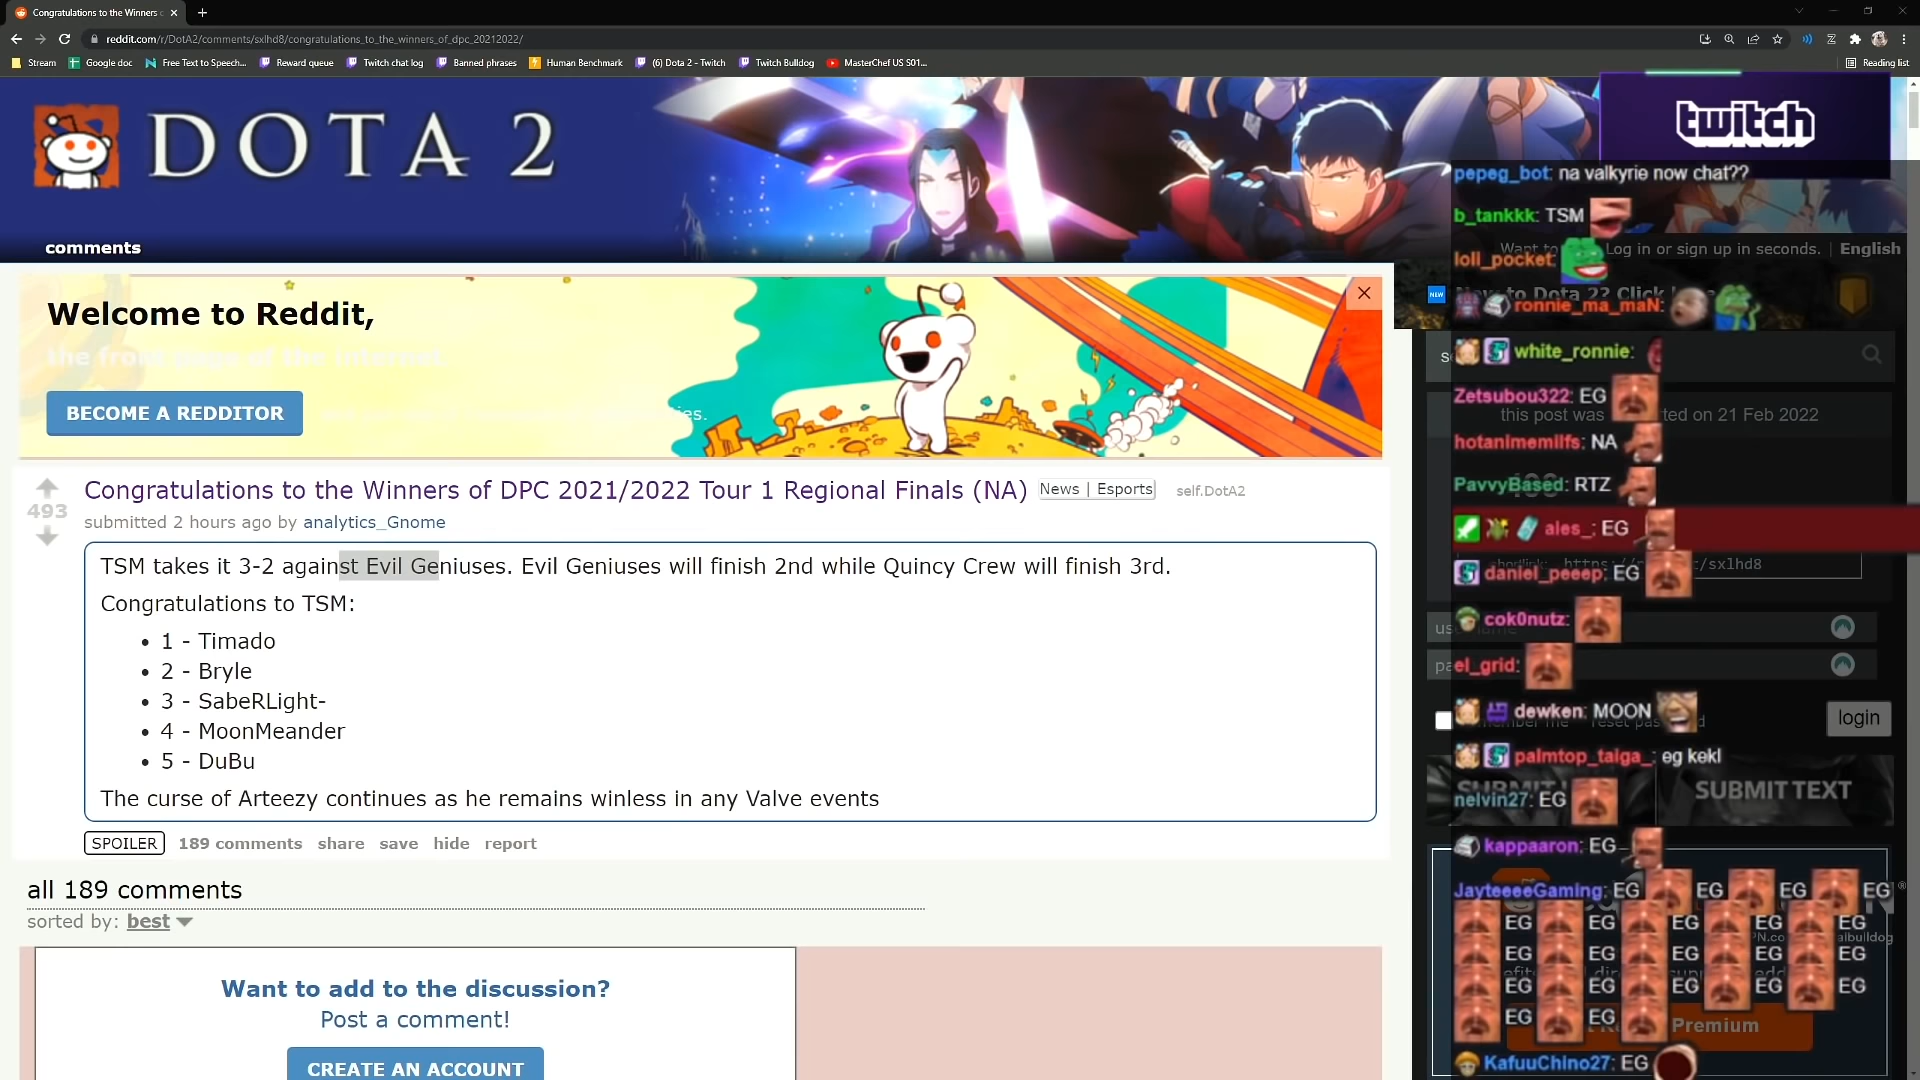 Congratulations to the Winners
reddit.com/r/DotA2/comments/sxlhd8/congratulations_to_the_winners_of_dpc_20212022/
Stream
Google doc
Free Text to Speech...
Reward queue
Twitch chat log
Banned phrases
Human Benchmark
(6) Dota 2 - Twitch
Twitch Bulldog
MasterChef US S01...
Reading list
DOTA 2
comments
twitch
Want to
Log in or sign up in seconds. | English
NEW
to Dota 2? Click
Welcome to Reddit,
the front page of the internet.
BECOME A REDDITOR
this post was
ted on 21 Feb 2022
493
Congratulations to the Winners of DPC 2021/2022 Tour 1 Regional Finals (NA)
News | Esports
self.DotA2
submitted 2 hours ago by analytics_Gnome
TSM takes it 3-2 against Evil Geniuses. Evil Geniuses will finish 2nd while Quincy Crew will finish 3rd.
Congratulations to TSM:
• 1 - Timado
• 2 - Bryle
• 3 - SabeRLight-
• 4 - MoonMeander
• 5 - DuBu
The curse of Arteezy continues as he remains winless in any Valve events
SPOILER 189 comments share save hide report
all 189 comments
sorted by: best
Want to add to the discussion?
Post a comment!
CREATE AN ACCOUNT
/sxlhd8
login
SUBMIT TEXT
Premium
pepeg_bot: na valkyrie now chat??
b_tankkk: TSM
loll_pocket:
ronnie_ma_maN:
white_ronnie:
Zetsubou322: EG
hotanimemilfs: NA
PavvyBased: RTZ
ales_: EG
daniel_peeep: EG
cok0nutz:
el_grid:
dewken: MOON
palmtop_taiga_: eg kekl
nelvin27: EG
kappaaron: EG
JayteeeeGaming: EG EG EG EG
EG EG EG EG EG
EG EG EG EG EG
EG EG EG EG EG
EG EG
KafuuChino27: EG